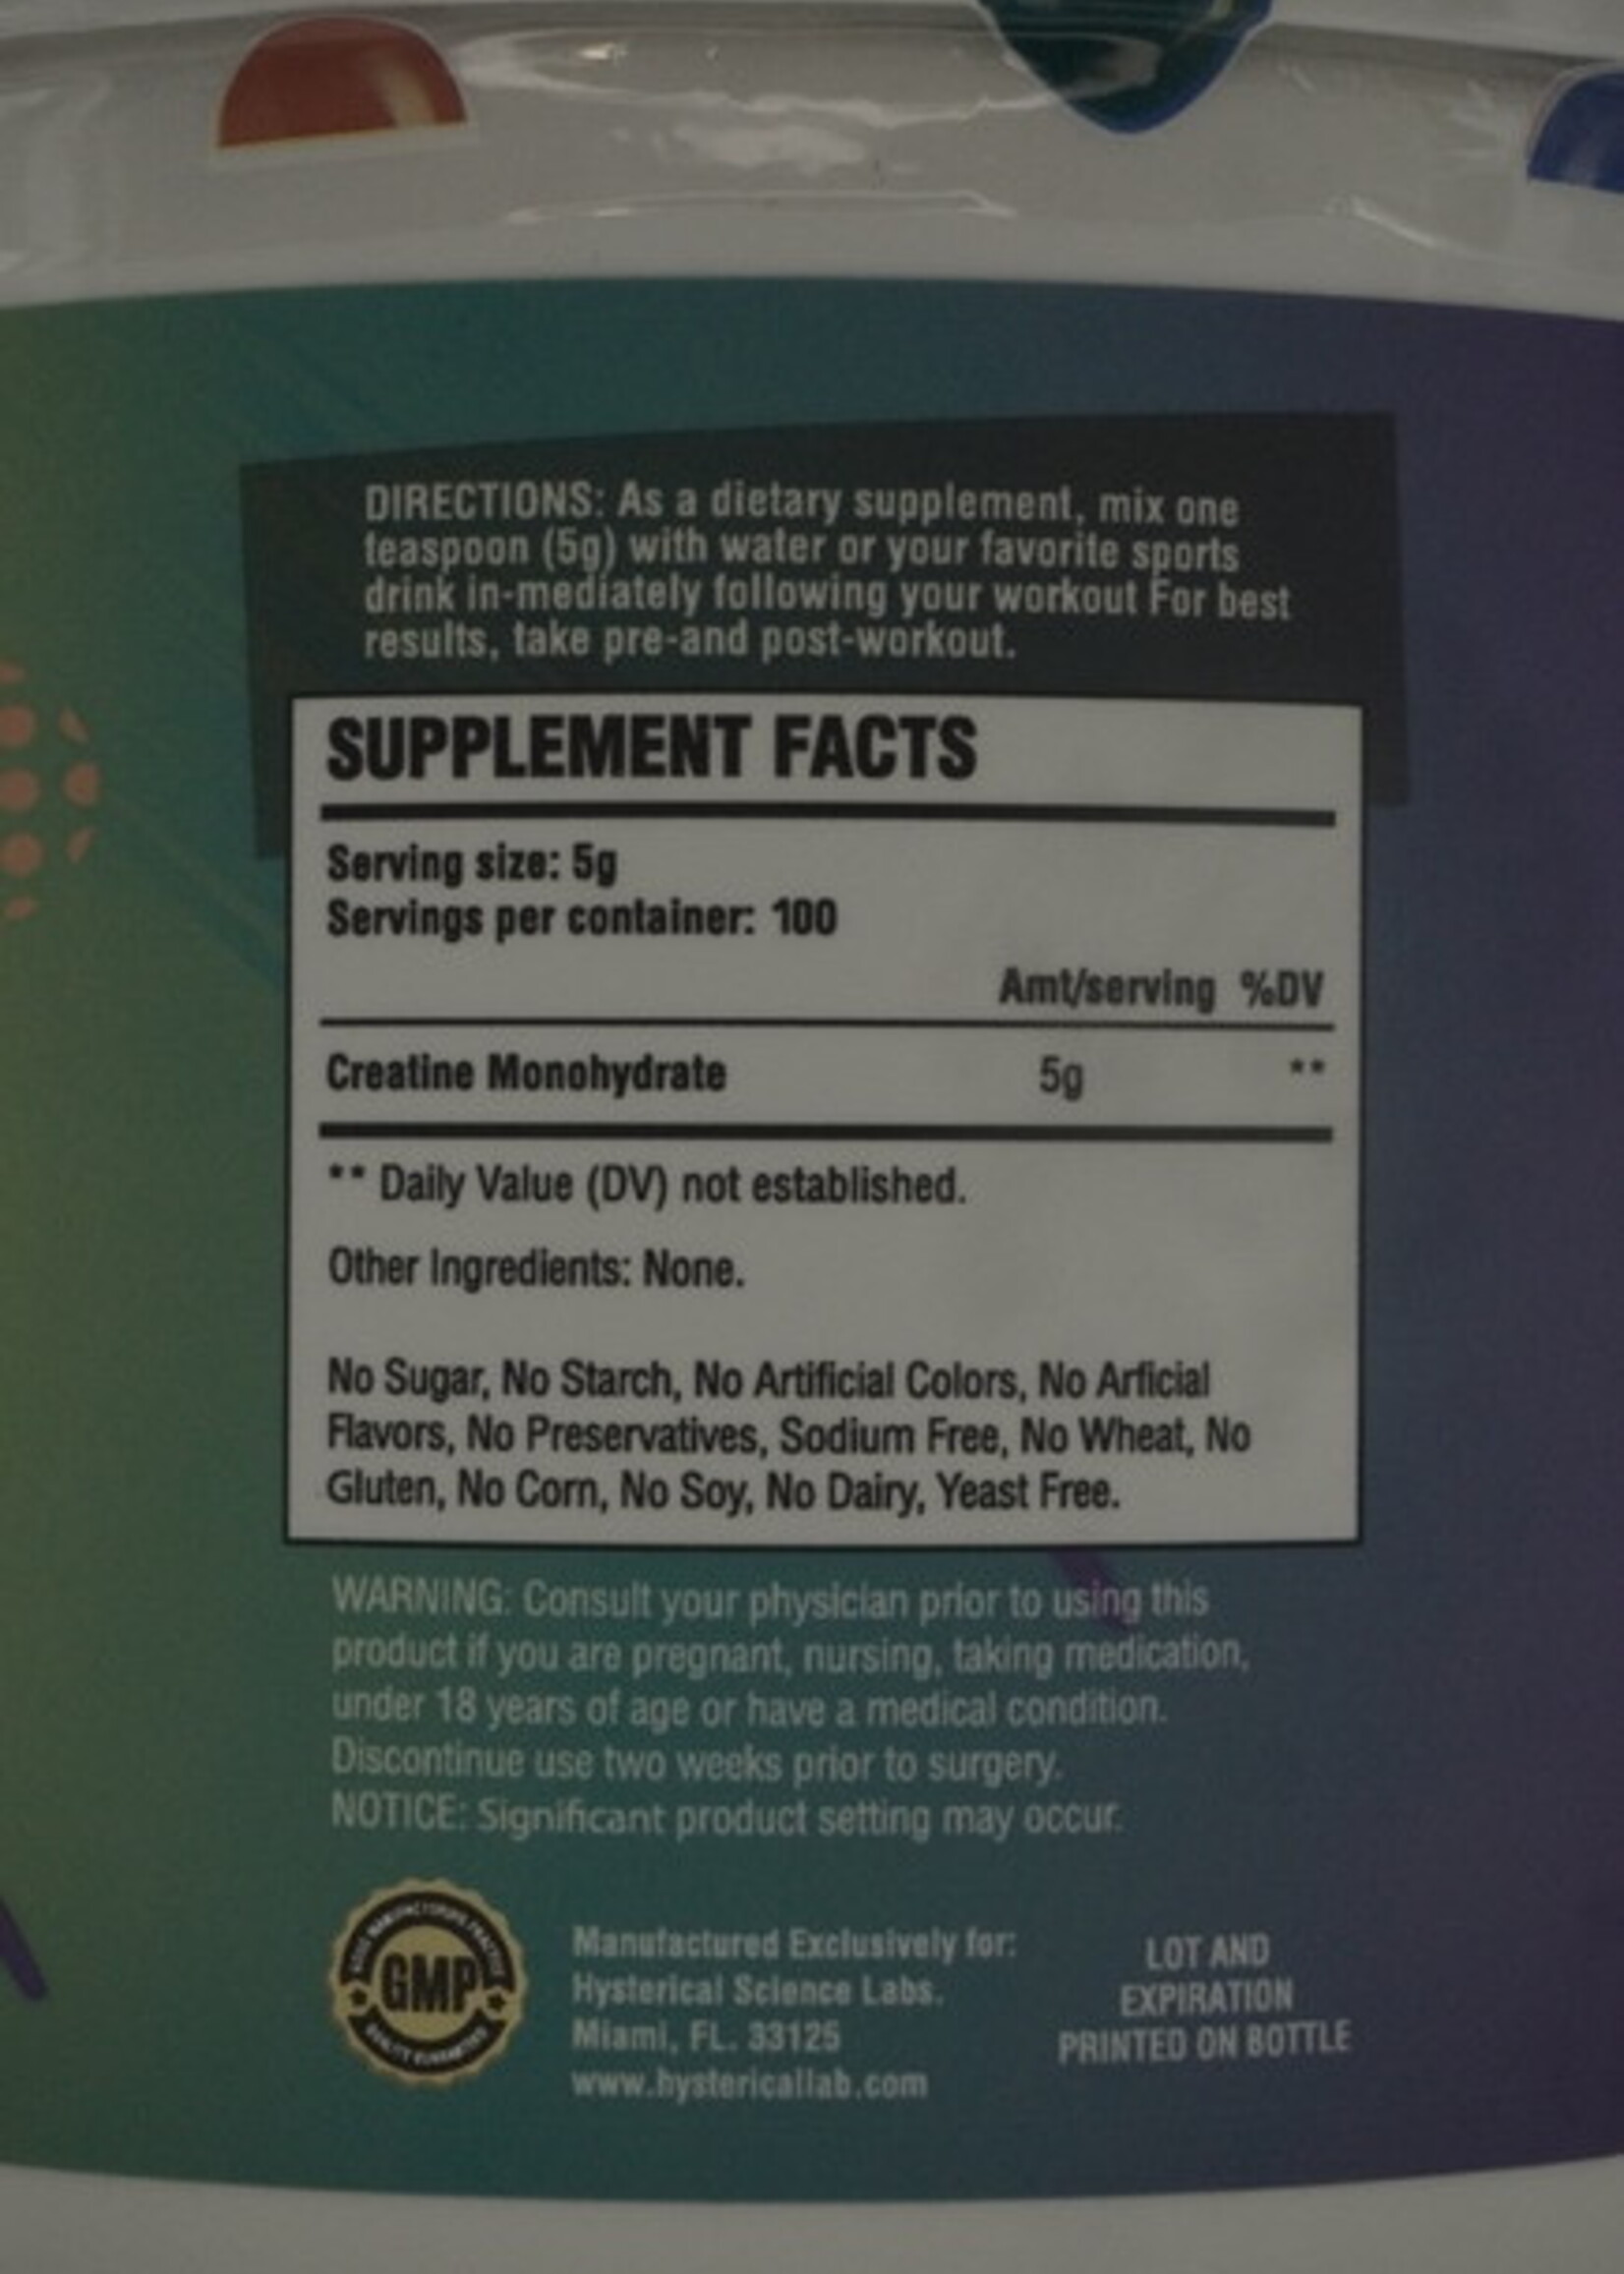 DIRECTIONS: As a dietary supplement, mix one
teaspoon (5g) with water or your favorite sports
drink in-mediately following your workout For best
results, take pre-and post-workout.
SUPPLEMENT FACTS
Serving size: 5g
Servings per container: 100
Amt/serving %DV
Creatine Monohydrate 5g **
** Daily Value (DV) not established.
Other Ingredients: None.
No Sugar, No Starch, No Artificial Colors, No Arficial
Flavors, No Preservatives, Sodium Free, No Wheat, No
Gluten, No Corn, No Soy, No Dairy, Yeast Free.
WARNING: Consult your physician prior to using this
product if you are pregnant, nursing, taking medication,
under 18 years of age or have a medical condition.
Discontinue use two weeks prior to surgery.
NOTICE: Significant product setting may occur.
GOOD MANUFACTURING PRACTICE
GMP
QUALITY GUARANTEED
Manufactured Exclusively for:
Hysterical Science Labs.
Miami, FL. 33125
www.hystericallab.com
LOT AND
EXPIRATION
PRINTED ON BOTTLE